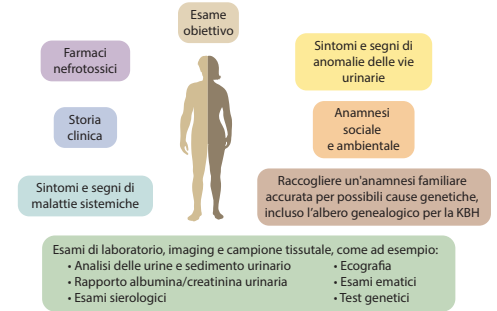 Esame
obiettivo
Farmaci
nefrotossici
Sintomi e segni di
anomalie delle vie
urinarie
Storia
clinica
Anamnesi
sociale
e ambientale
Sintomi e segni di
malattie sistemiche
Raccogliere un'anamnesi familiare
accurata per possibili cause genetiche,
incluso l'albero genealogico per la KBH
Esami di laboratorio, imaging e campione tissutale, come ad esempio:
• Analisi delle urine e sedimento urinario
• Rapporto albumina/creatinina urinaria
• Esami sierologici
• Ecografia
• Esami ematici
• Test genetici